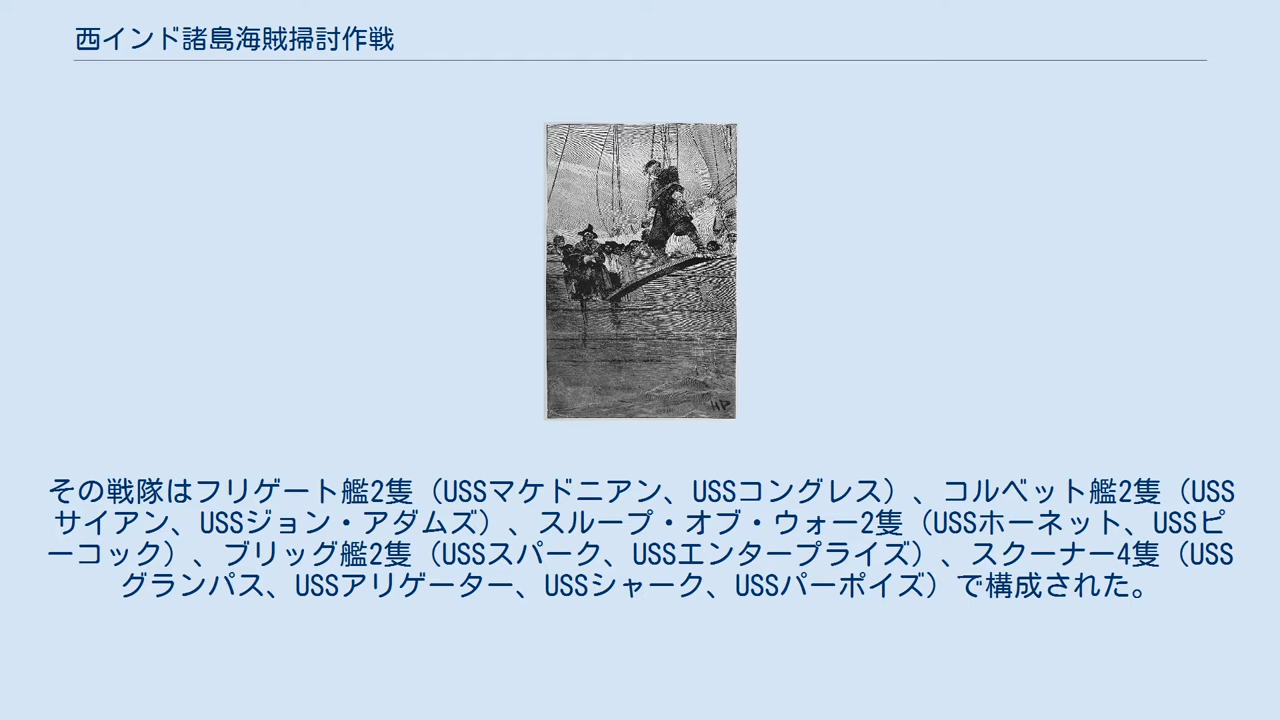 西インド諸島海賊掃討作戦
HP
その戦隊はフリゲート艦2隻（USSマケドニアン、USSコングレス）、コルベット艦2隻（USS
サイアン、USSジョン・アダムズ）、スループ・オブ・ウォー2隻（USSホーネット、USSピ
ーコック）、ブリッグ艦2隻（USSスパーク、USSエンタープライズ）、スクーナー4隻（USS
グランパス、USSアリゲーター、USSシャーク、USSパーポイズ）で構成された。